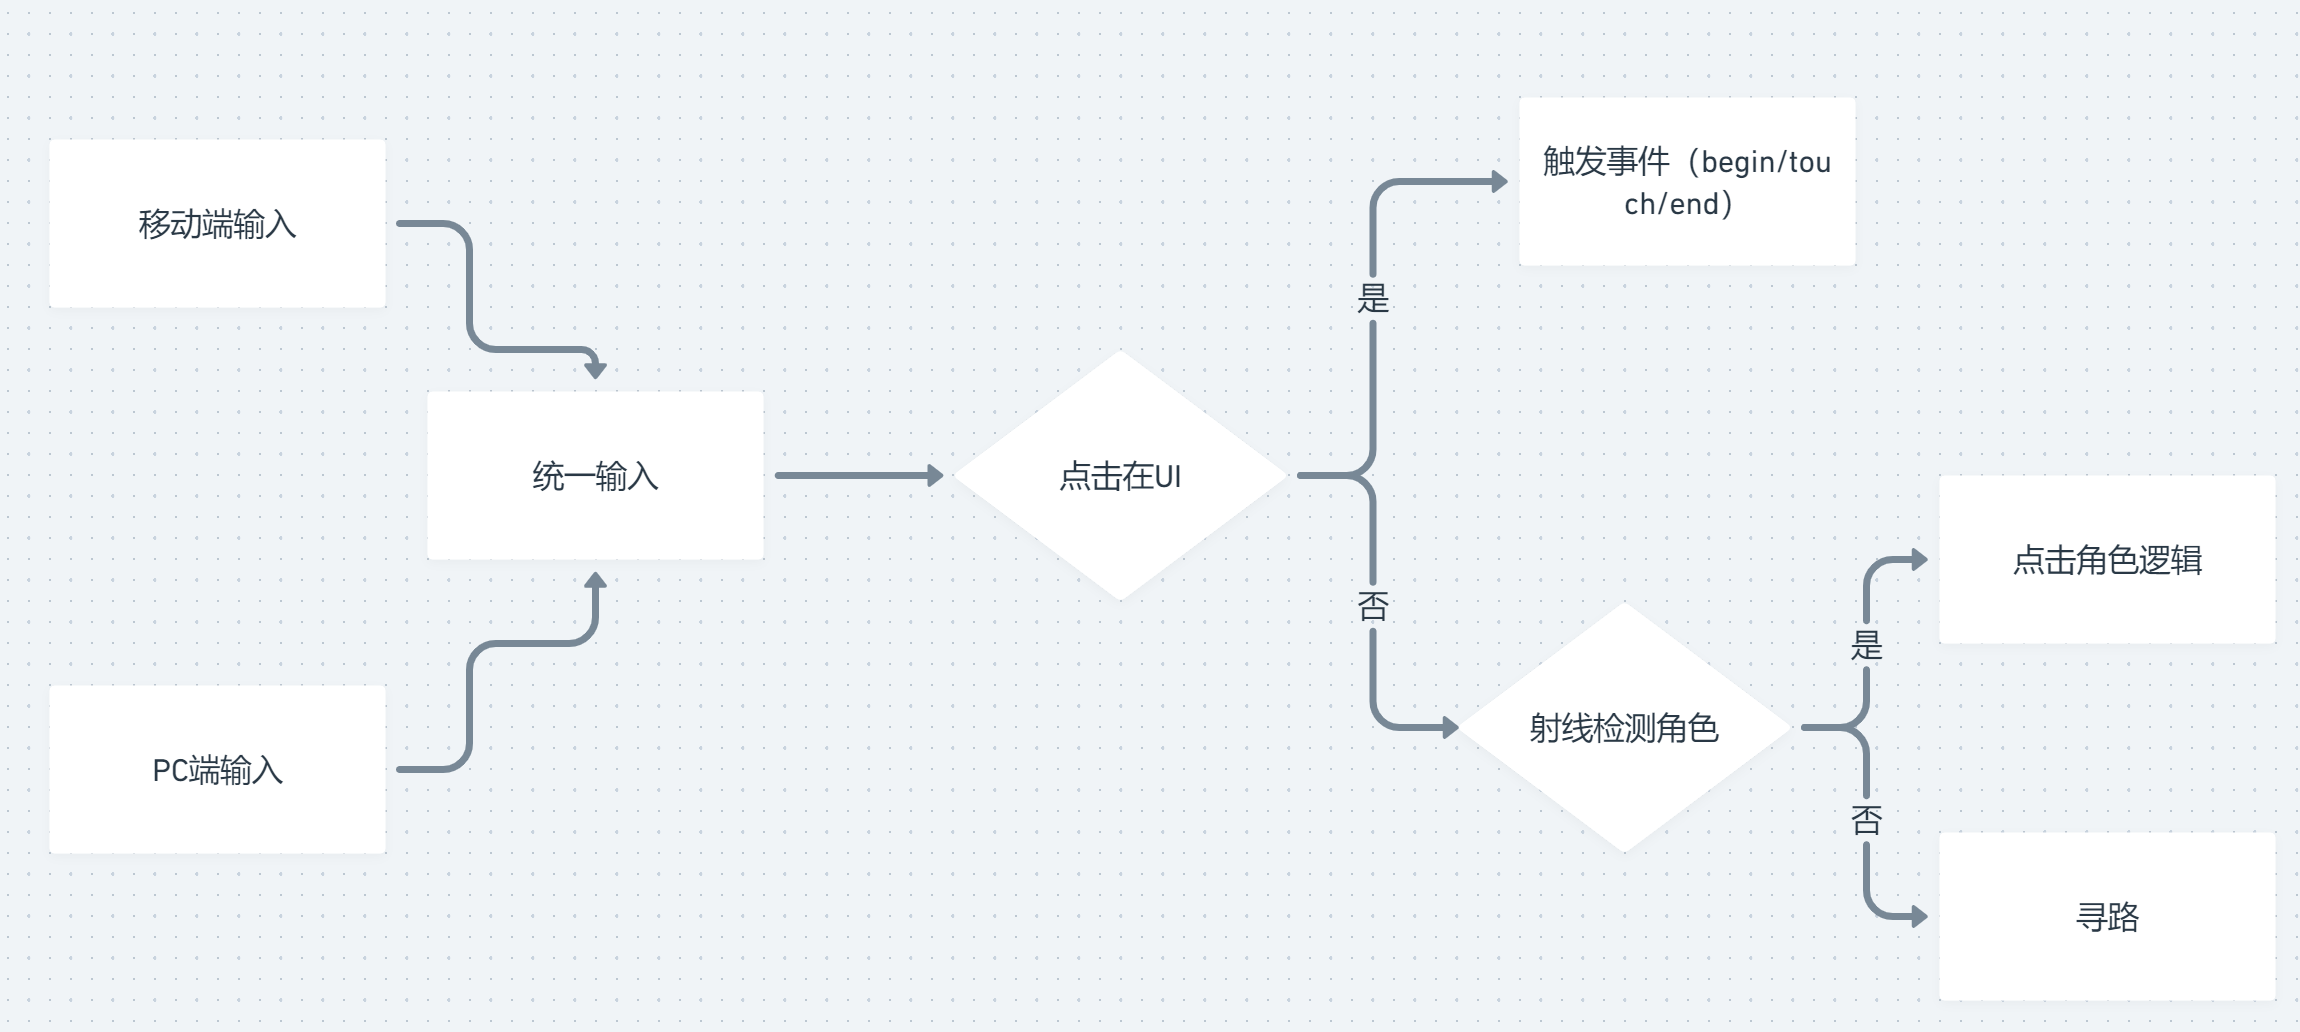 移动端输入
PC端输入
统一输入
点击在UI
是
触发事件（begin/tou
ch/end）
否
射线检测角色
是
点击角色逻辑
否
寻路